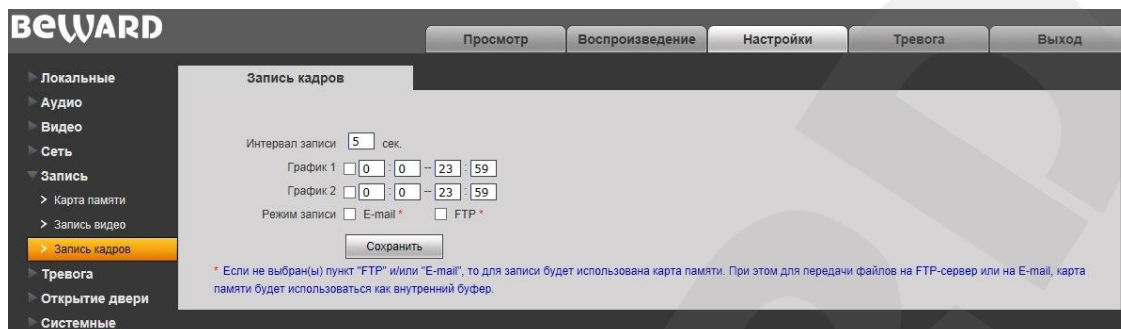 BEWARD
Просмотр Воспроизведение Настройки Тревога Выход
Локальные
Аудио
Видео
Сеть
Запись
Карта памяти
Запись видео
Запись кадров
Тревога
Открытие двери
Системные
Запись кадров
Интервал записи 5 сек.
График 1 0 : 0 -- 23 : 59
График 2 0 : 0 -- 23 : 59
Режим записи E-mail * FTP *
Сохранить
* Если не выбран(ы) пункт "FTP" и/или "E-mail", то для записи будет использована карта памяти. При этом для передачи файлов на FTP-сервер или на E-mail, карта
памяти будет использоваться как внутренний буфер.